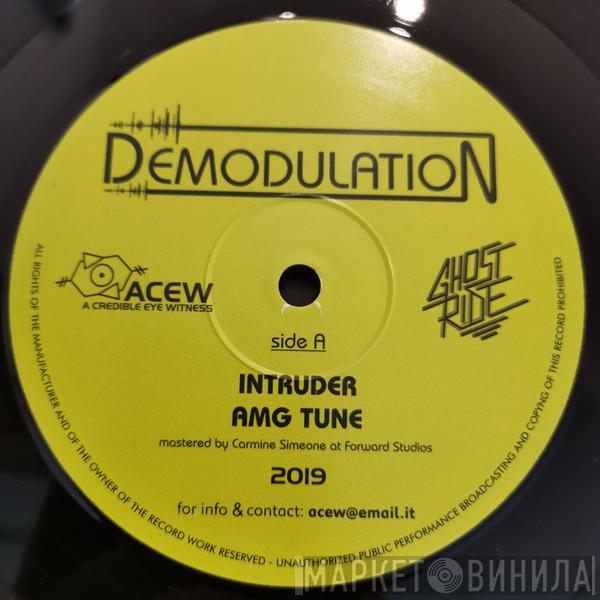 DEMODULATION
ACEW
A CREDIBLE EYE WITNESS
GHOST
RIDE
side A
INTRUDER
AMG TUNE
mastered by Carmine Simeone at Forward Studios
2019
for info & contact: acew@email.it
ALL RIGHTS OF THE MANUFACTURER AND OF THE OWNER OF THE RECORD WORK RESERVED - UNAUTHORIZED PUBLIC PERFORMANCE BROADCASTING AND COPYNG OF THIS RECORD PROHIBITED
МАРКЕТ ВИНИЛА